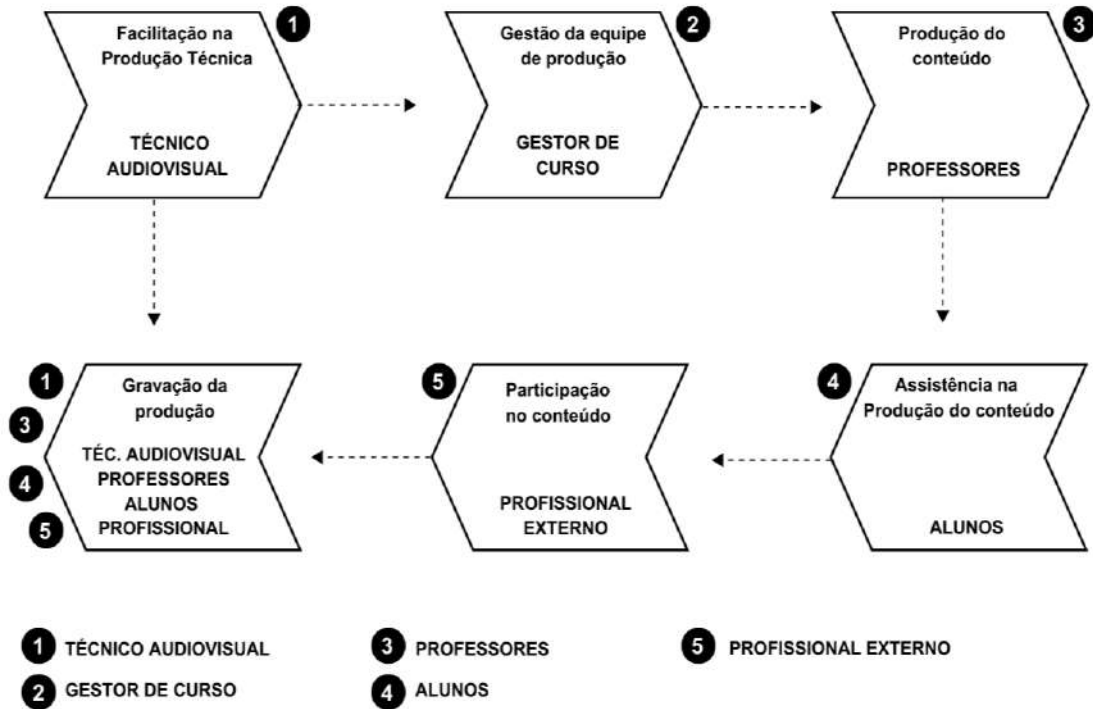 1
Facilitação na
Produção Técnica
TÉCNICO
AUDIOVISUAL
2
Gestão da equipe
de produção
GESTOR DE
CURSO
3
Produção do
conteúdo
PROFESSORES
1
3
4
5
Gravação da
produção
TÉC. AUDIOVISUAL
PROFESSORES
ALUNOS
PROFISSIONAL
5
Participação
no conteúdo
PROFISSIONAL
EXTERNO
4
Assistência na
Produção do conteúdo
ALUNOS
1 TÉCNICO AUDIOVISUAL
2 GESTOR DE CURSO
3 PROFESSORES
4 ALUNOS
5 PROFISSIONAL EXTERNO